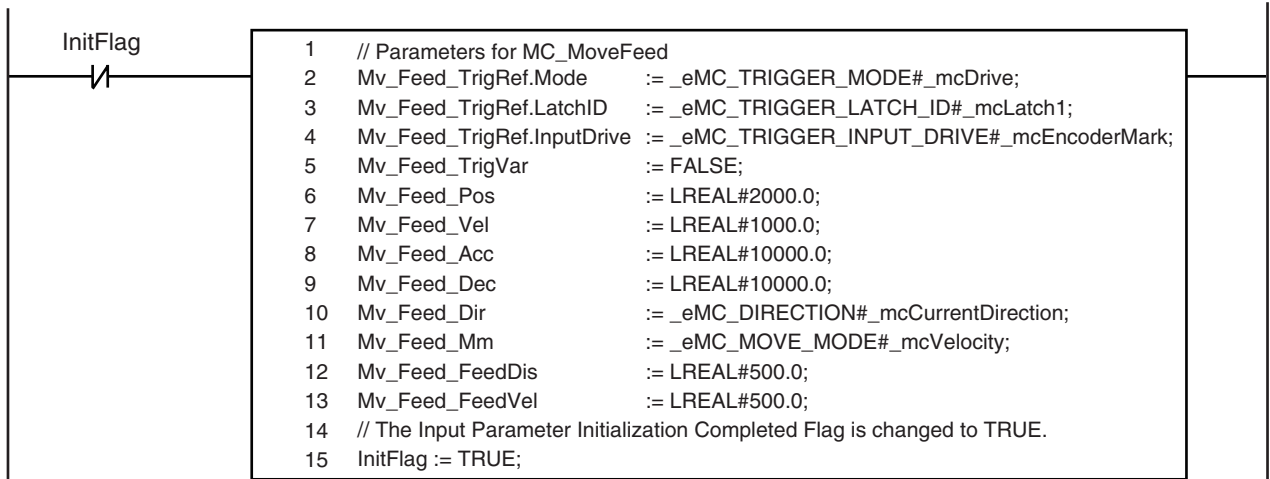 InitFlag
1 // Parameters for MC_MoveFeed
2 Mv_Feed_TrigRef.Mode := _eMC_TRIGGER_MODE#_mcDrive;
3 Mv_Feed_TrigRef.LatchID := _eMC_TRIGGER_LATCH_ID#_mcLatch1;
4 Mv_Feed_TrigRef.InputDrive := _eMC_TRIGGER_INPUT_DRIVE#_mcEncoderMark;
5 Mv_Feed_TrigVar := FALSE;
6 Mv_Feed_Pos := LREAL#2000.0;
7 Mv_Feed_Vel := LREAL#1000.0;
8 Mv_Feed_Acc := LREAL#10000.0;
9 Mv_Feed_Dec := LREAL#10000.0;
10 Mv_Feed_Dir := _eMC_DIRECTION#_mcCurrentDirection;
11 Mv_Feed_Mm := _eMC_MOVE_MODE#_mcVelocity;
12 Mv_Feed_FeedDis := LREAL#500.0;
13 Mv_Feed_FeedVel := LREAL#500.0;
14 // The Input Parameter Initialization Completed Flag is changed to TRUE.
15 InitFlag := TRUE;